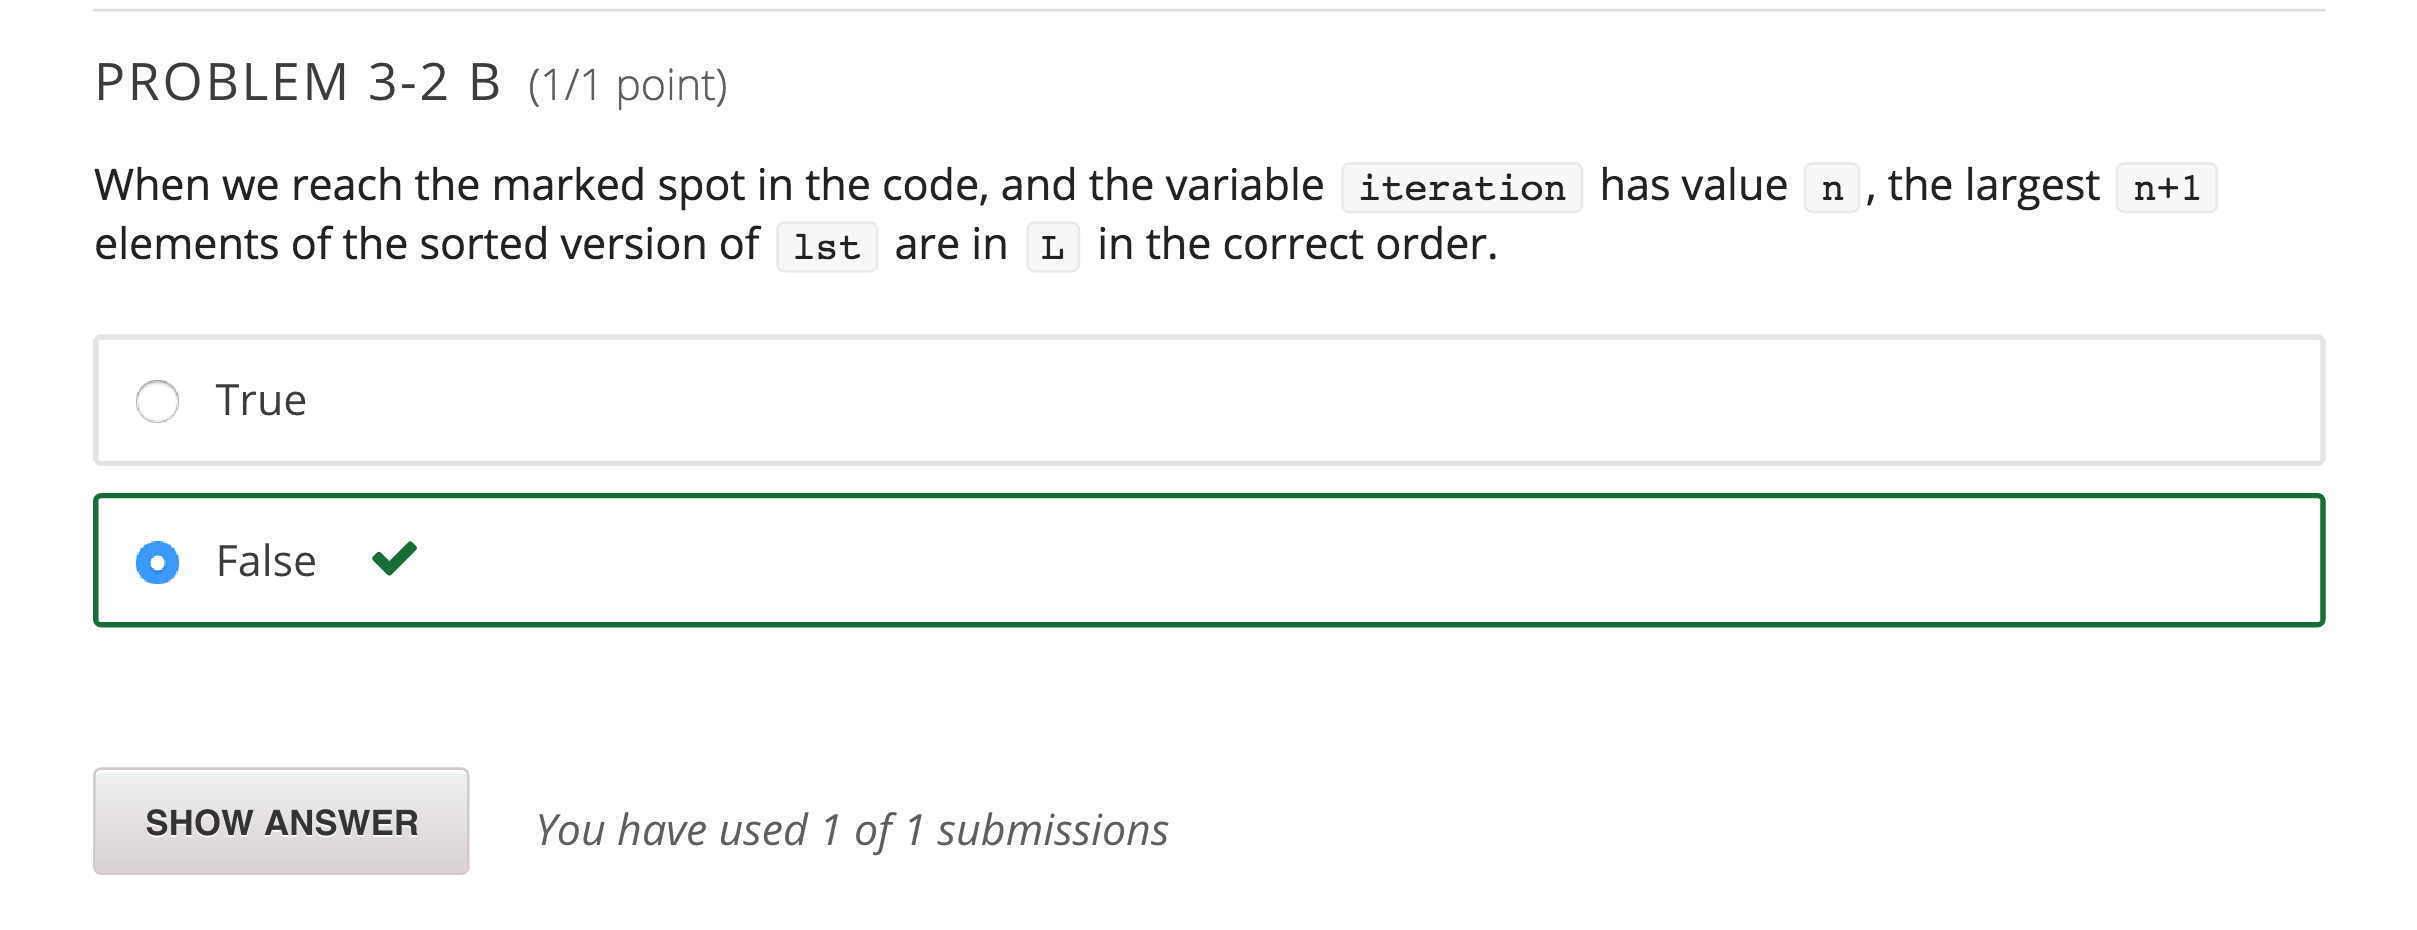 PROBLEM 3-2 B (1/1 point)
When we reach the marked spot in the code, and the variable iteration has value n , the largest n+1
elements of the sorted version of lst are in L in the correct order.
True
False
SHOW ANSWER
You have used 1 of 1 submissions